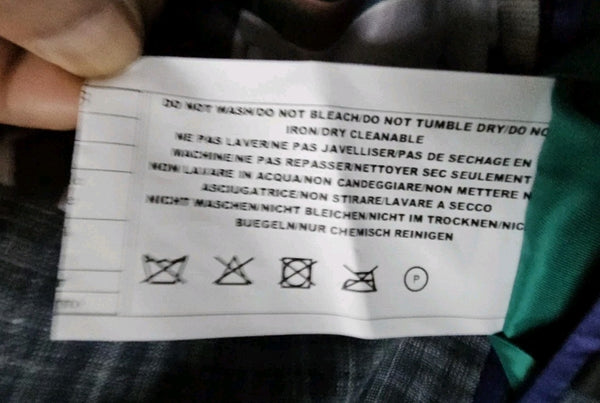 DO NOT WASH/DO NOT BLEACH/DO NOT TUMBLE DRY/DO NO
IRON/DRY CLEANABLE
NE PAS LAVER/NE PAS JAVELLISER/PAS DE SECHAGE EN
MACHINE/NE PAS REPASSER/NETTOYER SEC SEULEMENT
NON LAVARE IN ACQUA/NON CANDEGGIARE/NON METTERE N
ASCIUGATRICE/NON STIRARE/LAVARE A SECCO
NICHT WASCHEN/NICHT BLEICHEN/NICHT IM TROCKNEN/NIC
BUEGELN/NUR CHEMISCH REINIGEN
P